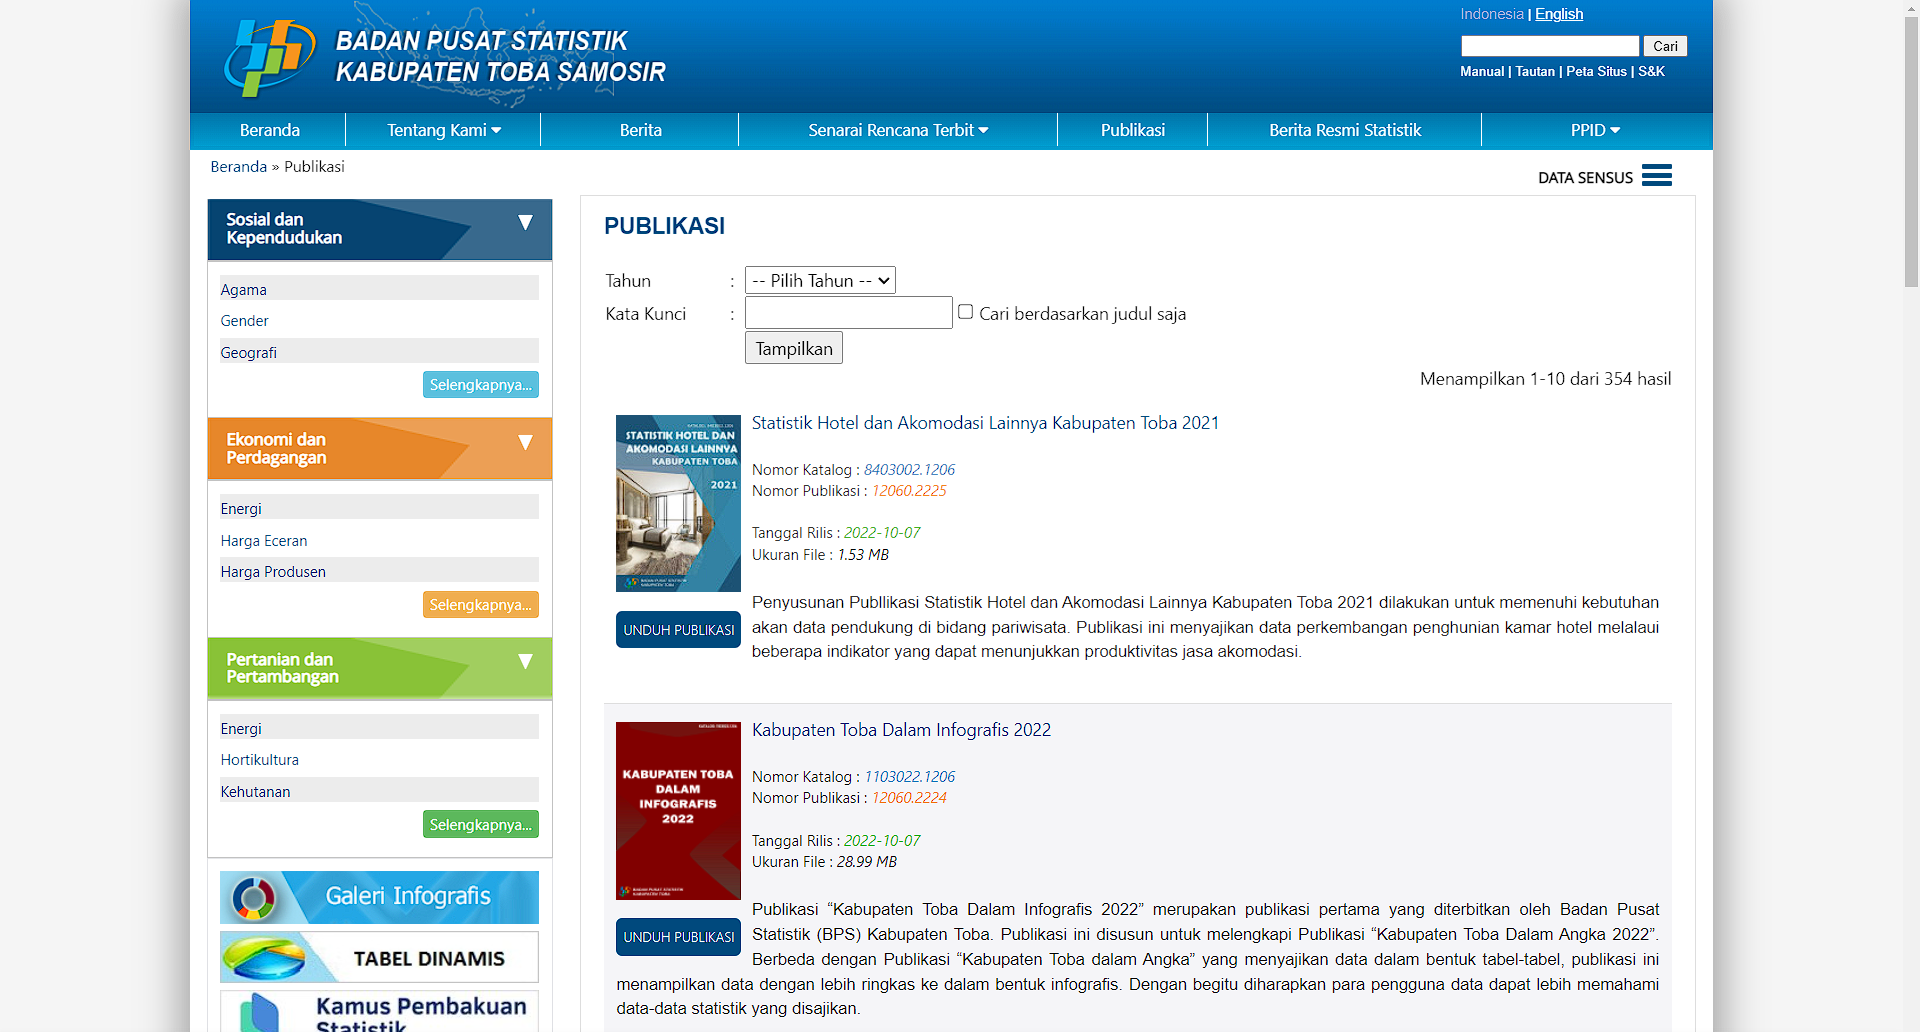 BADAN PUSAT STATISTIK
KABUPATEN TOBA SAMOSIR
Indonesia | English
Cari
Manual | Tautan | Peta Situs | S&K
Beranda
Tentang Kami
Berita
Senarai Rencana Terbit
Publikasi
Berita Resmi Statistik
PPID
Beranda » Publikasi
DATA SENSUS
Sosial dan
Kependudukan
Agama
Gender
Geografi
Selengkapnya...
Ekonomi dan
Perdagangan
Energi
Harga Eceran
Harga Produsen
Selengkapnya...
Pertanian dan
Pertambangan
Energi
Hortikultura
Kehutanan
Selengkapnya...
Galeri Infografis
TABEL DINAMIS
Kamus Pembakuan
Statistik
PUBLIKASI
Tahun : -- Pilih Tahun --
Kata Kunci : Cari berdasarkan judul saja
Tampilkan
Menampilkan 1-10 dari 354 hasil
STATISTIK HOTEL DAN
AKOMODASI LAINNYA
KABUPATEN TOBA
2021
BADAN PUSAT STATISTIK
KABUPATEN TOBA
UNDUH PUBLIKASI
Statistik Hotel dan Akomodasi Lainnya Kabupaten Toba 2021
Nomor Katalog : 8403002.1206
Nomor Publikasi : 12060.2225
Tanggal Rilis : 2022-10-07
Ukuran File : 1.53 MB
Penyusunan Publlikasi Statistik Hotel dan Akomodasi Lainnya Kabupaten Toba 2021 dilakukan untuk memenuhi kebutuhan
akan data pendukung di bidang pariwisata. Publikasi ini menyajikan data perkembangan penghunian kamar hotel melalaui
beberapa indikator yang dapat menunjukkan produktivitas jasa akomodasi.
KABUPATEN TOBA
DALAM
INFOGRAFIS
2022
BADAN PUSAT STATISTIK
KABUPATEN TOBA
UNDUH PUBLIKASI
Kabupaten Toba Dalam Infografis 2022
Nomor Katalog : 1103022.1206
Nomor Publikasi : 12060.2224
Tanggal Rilis : 2022-10-07
Ukuran File : 28.99 MB
Publikasi “Kabupaten Toba Dalam Infografis 2022” merupakan publikasi pertama yang diterbitkan oleh Badan Pusat
Statistik (BPS) Kabupaten Toba. Publikasi ini disusun untuk melengkapi Publikasi “Kabupaten Toba Dalam Angka 2022”.
Berbeda dengan Publikasi “Kabupaten Toba dalam Angka” yang menyajikan data dalam bentuk tabel-tabel, publikasi ini
menampilkan data dengan lebih ringkas ke dalam bentuk infografis. Dengan begitu diharapkan para pengguna data dapat lebih memahami
data-data statistik yang disajikan.